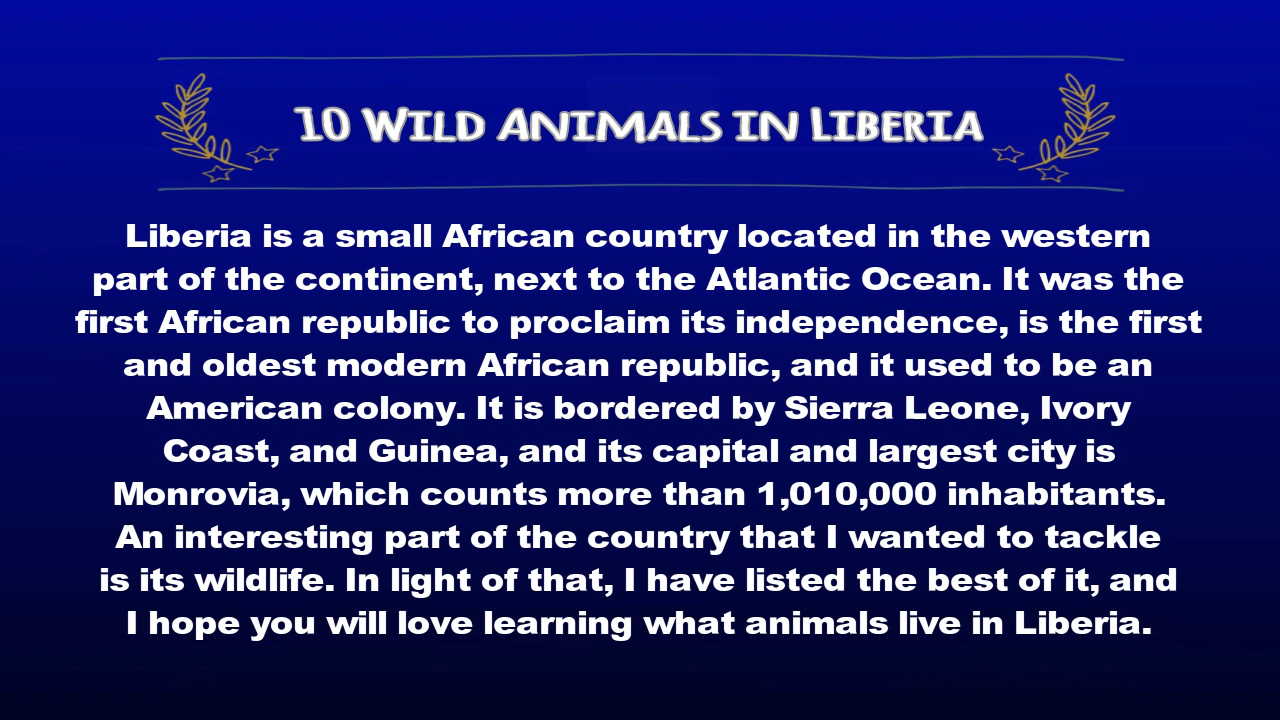 10 WILD ANIMALS IN LIBERIA
Liberia is a small African country located in the western
part of the continent, next to the Atlantic Ocean. It was the
first African republic to proclaim its independence, is the first
and oldest modern African republic, and it used to be an
American colony. It is bordered by Sierra Leone, Ivory
Coast, and Guinea, and its capital and largest city is
Monrovia, which counts more than 1,010,000 inhabitants.
An interesting part of the country that I wanted to tackle
is its wildlife. In light of that, I have listed the best of it, and
I hope you will love learning what animals live in Liberia.